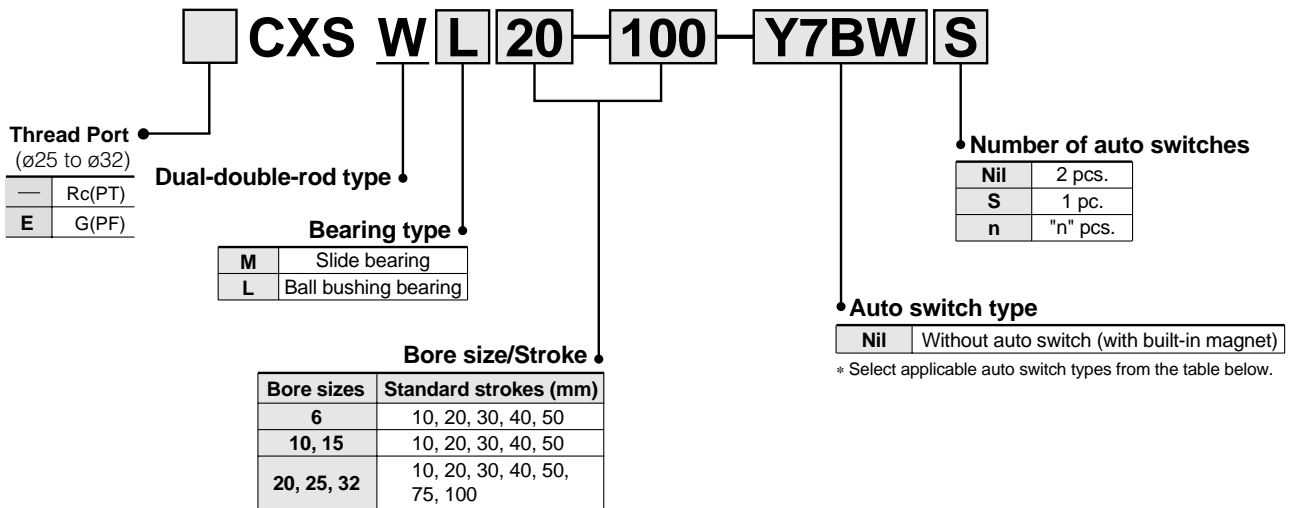 CXS W L 20 — 100 — Y7BW S
Thread Port
(ø25 to ø32)
— Rc(PT)
E G(PF)
Dual-double-rod type
Bearing type
M Slide bearing
L Ball bushing bearing
Bore size/Stroke
Bore sizes Standard strokes (mm)
6 10, 20, 30, 40, 50
10, 15 10, 20, 30, 40, 50
20, 25, 32 10, 20, 30, 40, 50,
75, 100
Number of auto switches
Nil 2 pcs.
S 1 pc.
n "n" pcs.
Auto switch type
Nil Without auto switch (with built-in magnet)
∗ Select applicable auto switch types from the table below.